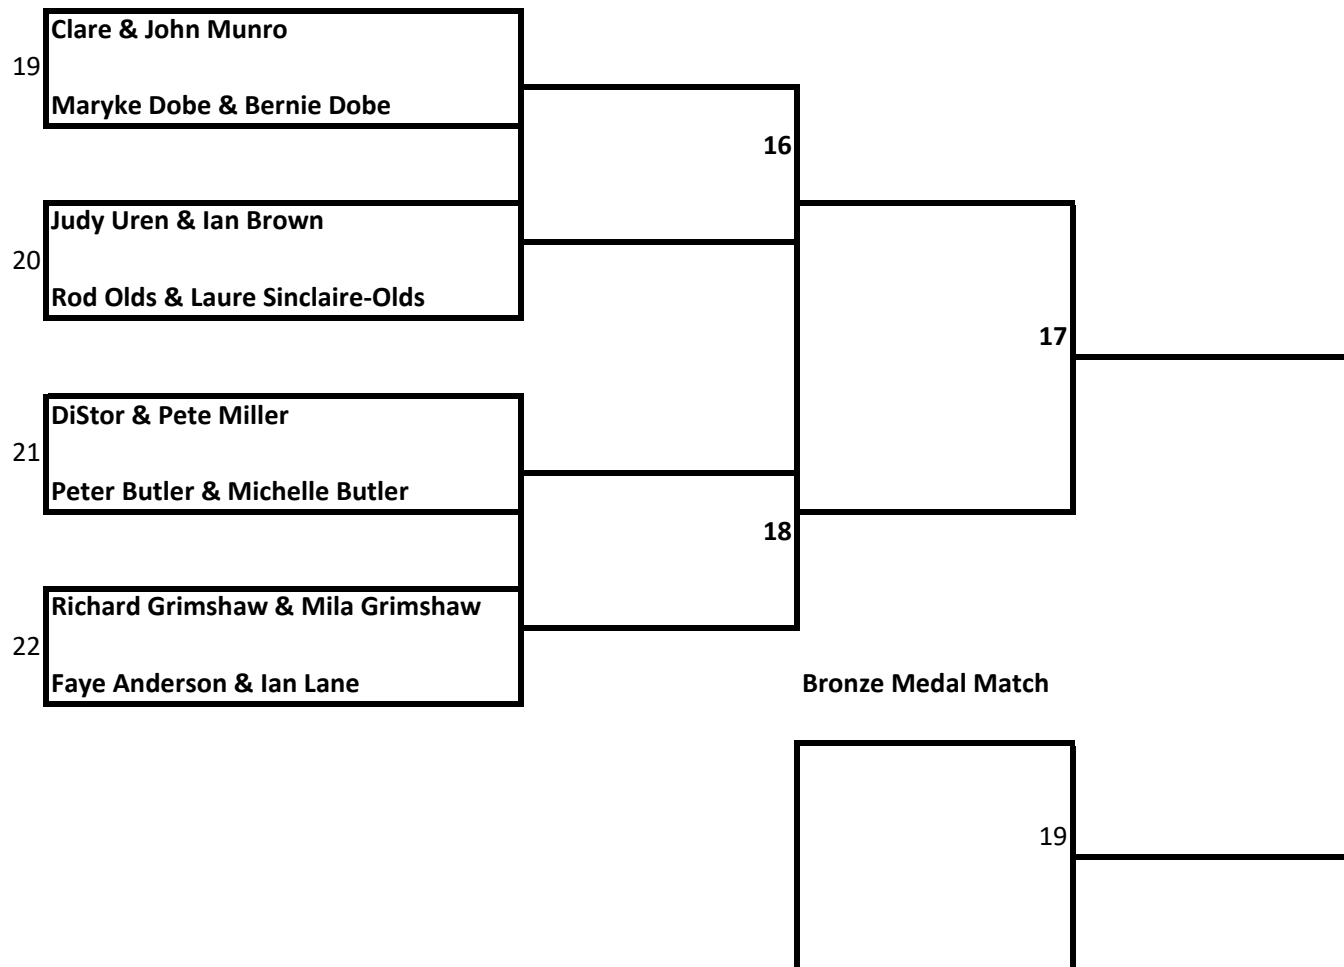 Clare & John Munro
19
Maryke Dobe & Bernie Dobe
16
Judy Uren & Ian Brown
20
Rod Olds & Laure Sinclaire-Olds
17
DiStor & Pete Miller
21
Peter Butler & Michelle Butler
18
Richard Grimshaw & Mila Grimshaw
22
Faye Anderson & Ian Lane
Bronze Medal Match
19